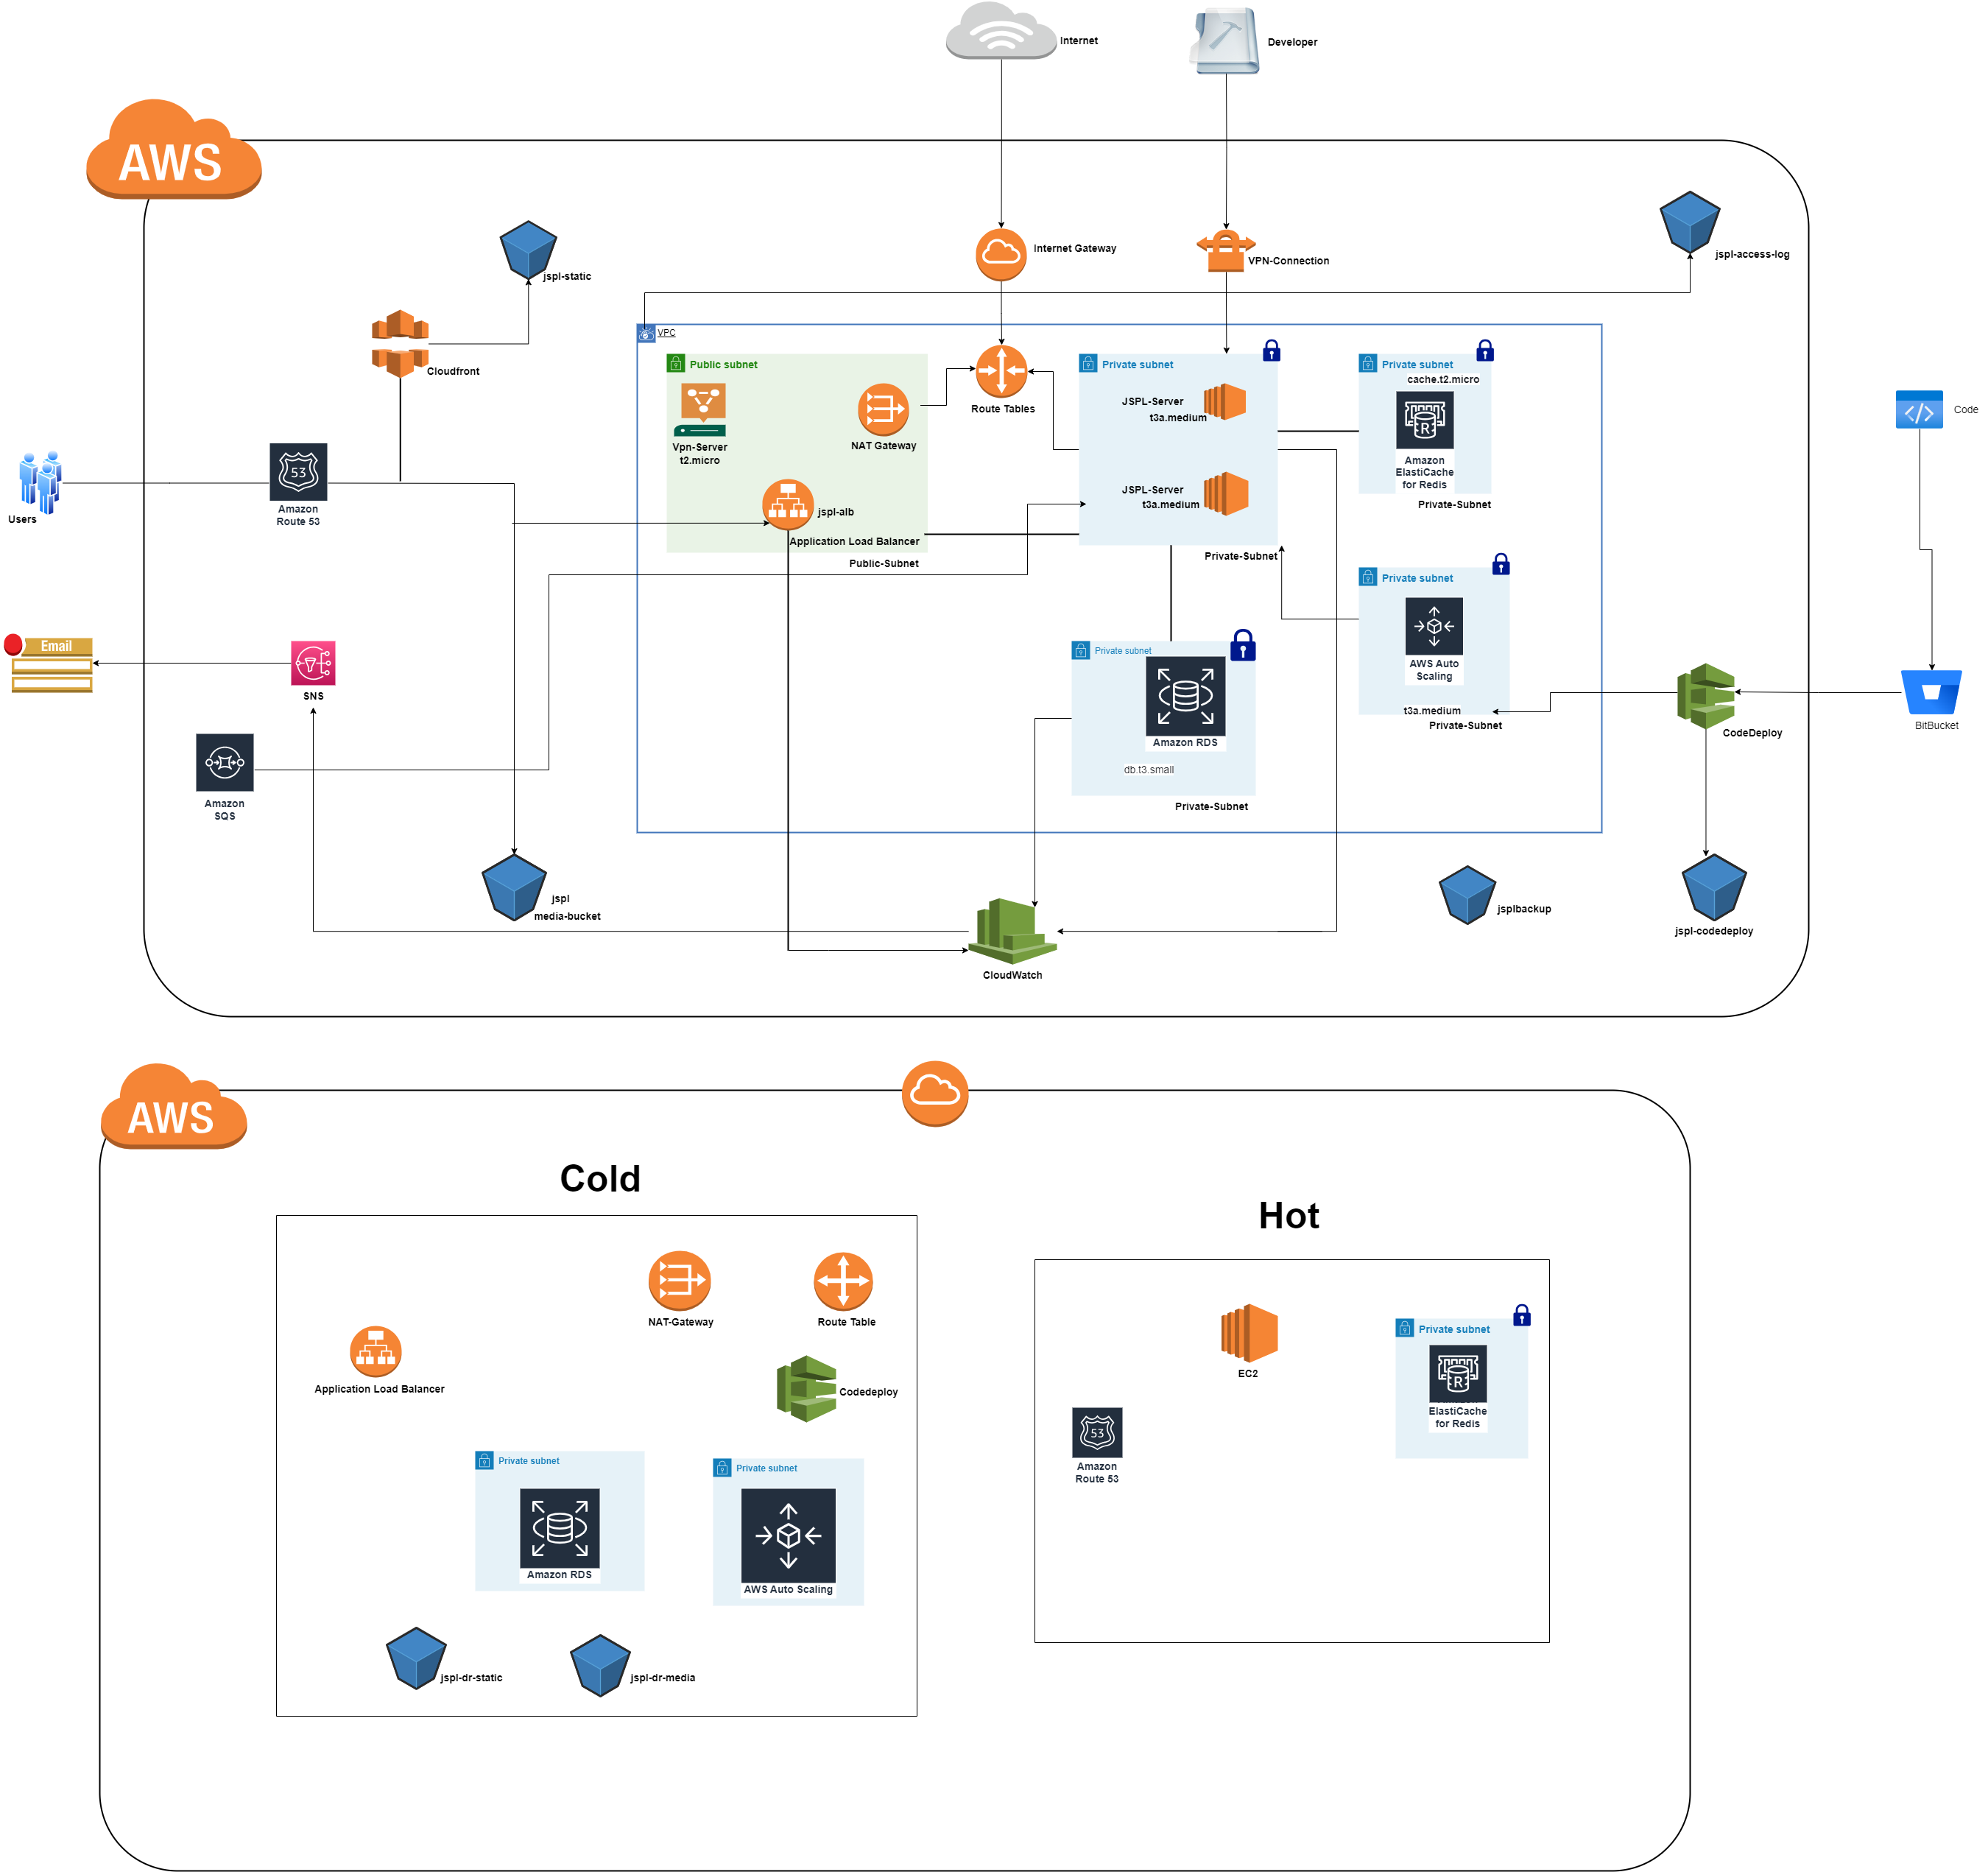 Internet
Developer
AWS
jspl-static
Internet Gateway
VPN-Connection
jspl-access-log
VPC
Cloudfront
Public subnet
Vpn-Server
t2.micro
NAT Gateway
jspl-alb
Application Load Balancer
Public-Subnet
Route Tables
Private subnet
JSPL-Server
t3a.medium
JSPL-Server
t3a.medium
Private-Subnet
Private subnet
cache.t2.micro
R
Amazon
ElastiCache
for Redis
Private-Subnet
Code
Users
53
Amazon
Route 53
Private subnet
AWS Auto
Scaling
t3a.medium
Private-Subnet
Email
SNS
Private subnet
Amazon RDS
db.t3.small
Private-Subnet
CodeDeploy
BitBucket
Amazon
SQS
jspl
media-bucket
CloudWatch
jsplbackup
jspl-codedeploy
AWS
Cold
Hot
NAT-Gateway
Route Table
Application Load Balancer
Codedeploy
Private subnet
Amazon RDS
Private subnet
AWS Auto Scaling
jspl-dr-static
jspl-dr-media
EC2
Private subnet
R
ElastiCache
for Redis
53
Amazon
Route 53